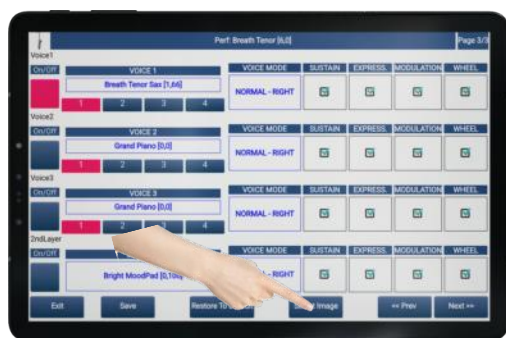 Perf: Breath Tenor [6,0] Page 3/3
Voice1
On/Off VOICE 1 VOICE MODE SUSTAIN EXPRESS. MODULATION WHEEL
Breath Tenor Sax [1,66] NORMAL - RIGHT
1 2 3 4
Voice2
On/Off VOICE 2 VOICE MODE SUSTAIN EXPRESS. MODULATION WHEEL
Grand Piano [0,0] NORMAL - RIGHT
1 2 3 4
Voice3
On/Off VOICE 3 VOICE MODE SUSTAIN EXPRESS. MODULATION WHEEL
Grand Piano [0,0] NORMAL - RIGHT
1 2 3 4
2ndLayer
On/Off VOICE MODE SUSTAIN EXPRESS. MODULATION WHEEL
Bright MoodPad - RIGHT
Exit Save Restore To Image << Prev Next >>